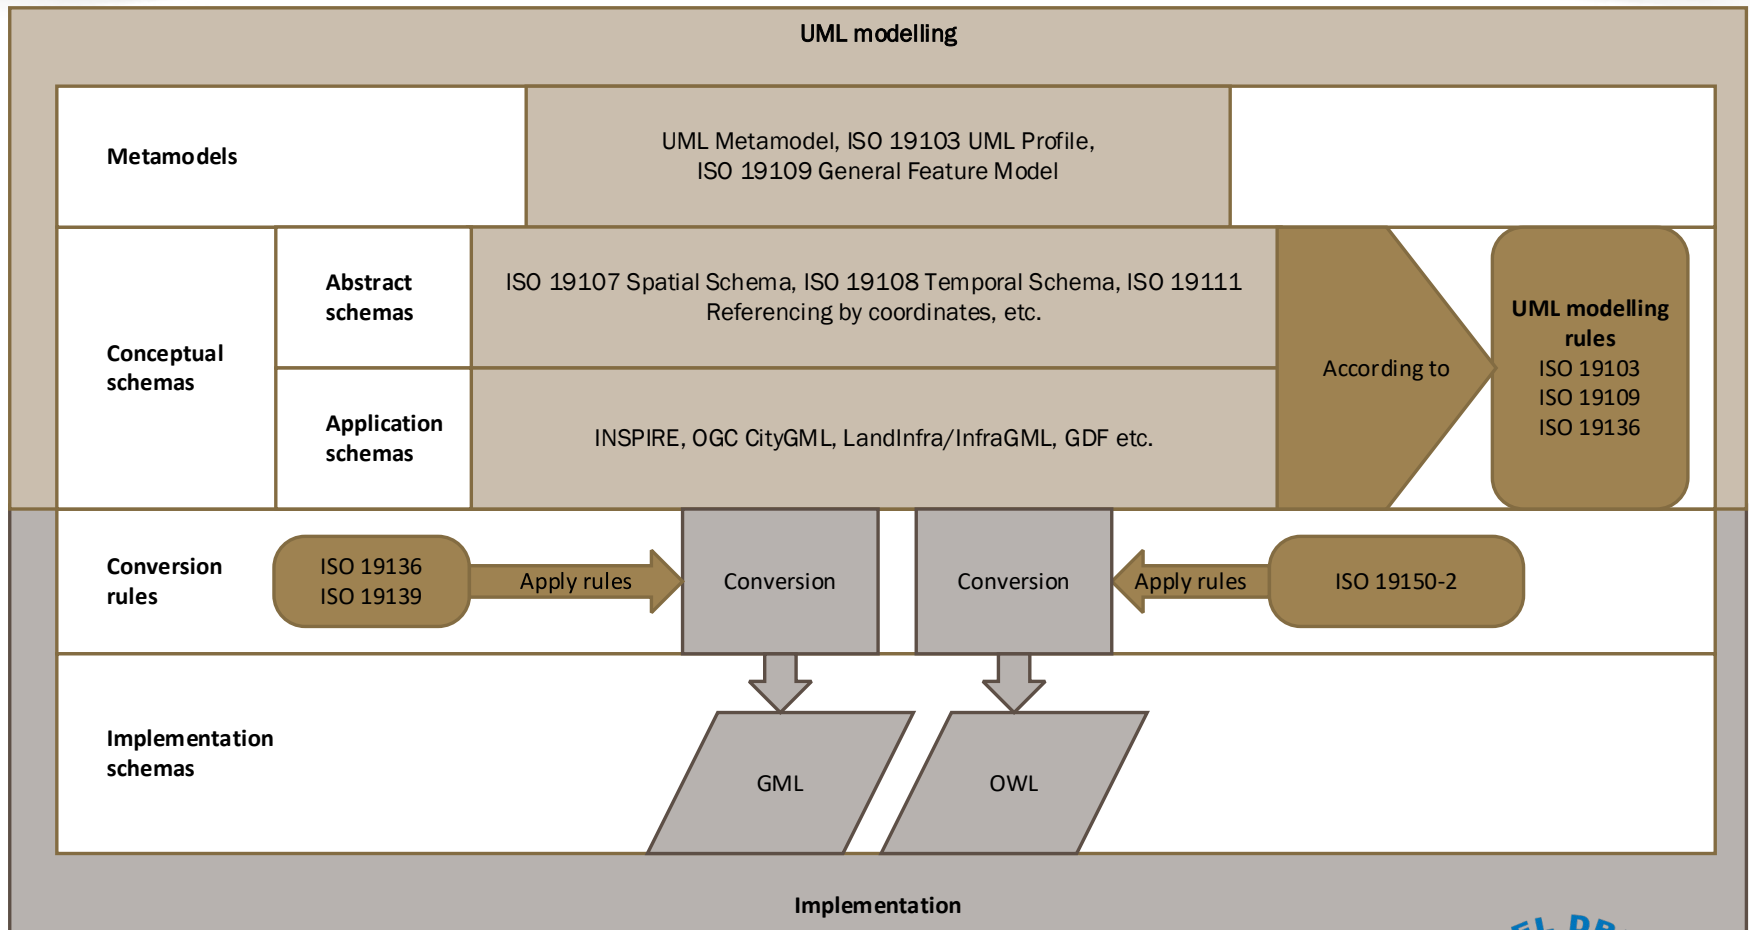 UML modelling
Metamodels
UML Metamodel, ISO 19103 UML Profile,
ISO 19109 General Feature Model
Conceptual
schemas
Abstract
schemas
ISO 19107 Spatial Schema, ISO 19108 Temporal Schema, ISO 19111
Referencing by coordinates, etc.
Application
schemas
INSPIRE, OGC CityGML, LandInfra/InfraGML, GDF etc.
According to
UML modelling
rules
ISO 19103
ISO 19109
ISO 19136
Conversion
rules
ISO 19136
ISO 19139
Apply rules
Conversion
Conversion
Apply rules
ISO 19150-2
Implementation
schemas
GML
OWL
Implementation